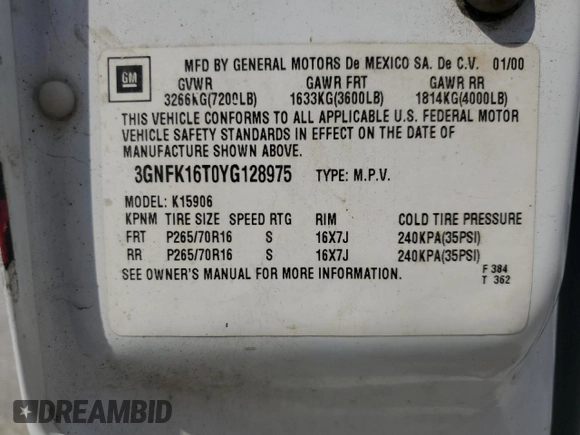 GM
MFD BY GENERAL MOTORS De MEXICO SA. De C.V. 01/00
GVWR GAWR FRT GAWR RR
3266KG(7200LB) 1633KG(3600LB) 1814KG(4000LB)
THIS VEHICLE CONFORMS TO ALL APPLICABLE U.S. FEDERAL MOTOR
VEHICLE SAFETY STANDARDS IN EFFECT ON THE DATE OF
MANUFACTURE SHOWN ABOVE.
3GNFK16T0YG128975 TYPE: M.P.V.
MODEL: K15906
KPNM TIRE SIZE SPEED RTG RIM COLD TIRE PRESSURE
FRT P265/70R16 S 16X7J 240KPA(35PSI)
RR P265/70R16 S 16X7J 240KPA(35PSI)
SEE OWNER'S MANUAL FOR MORE INFORMATION.
F 384
T 362
DREAMBID